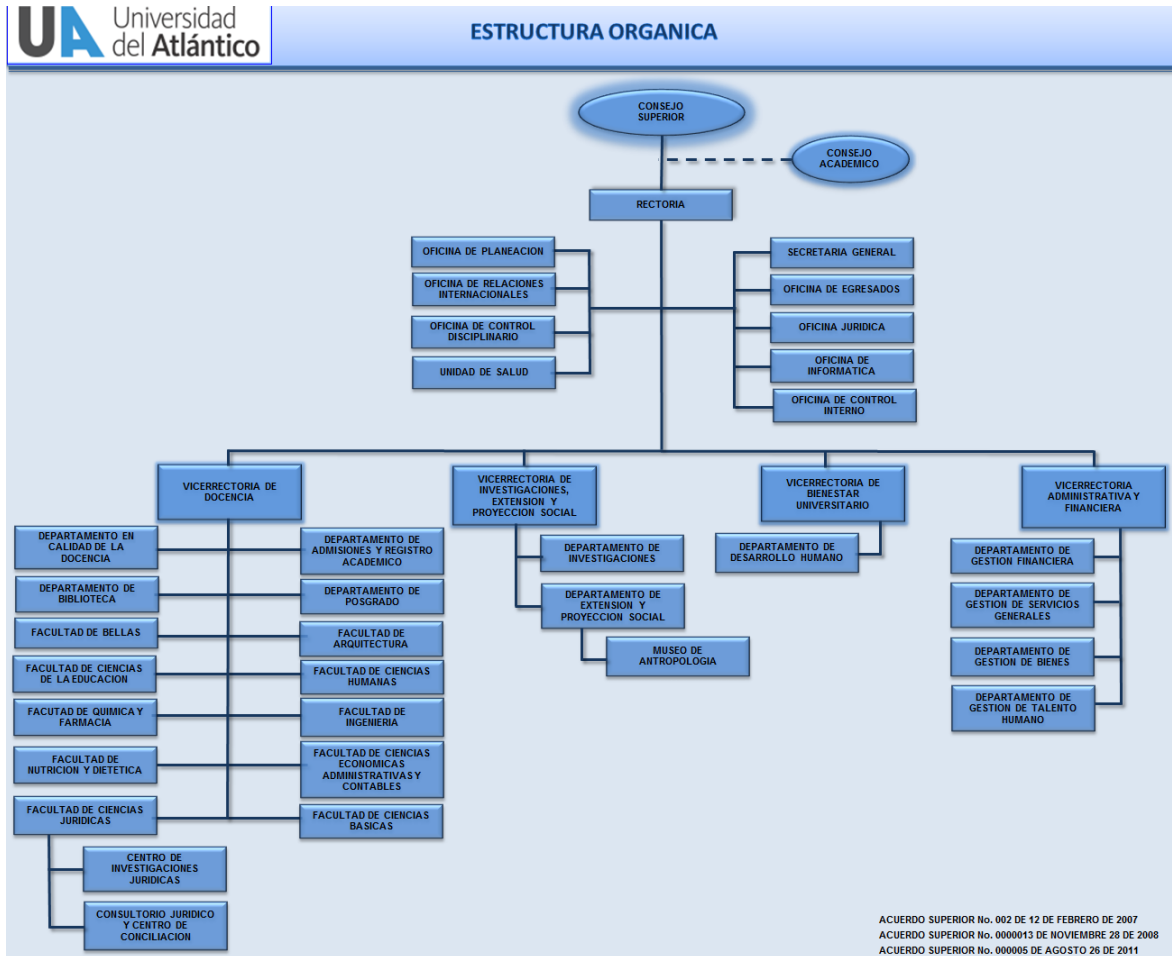 UA Universidad
del Atlántico
ESTRUCTURA ORGANICA
CONSEJO
SUPERIOR
CONSEJO
ACADEMICO
RECTORIA
OFICINA DE PLANEACION
OFICINA DE RELACIONES
INTERNACIONALES
OFICINA DE CONTROL
DISCIPLINARIO
UNIDAD DE SALUD
SECRETARIA GENERAL
OFICINA DE EGRESADOS
OFICINA JURIDICA
OFICINA DE
INFORMATICA
OFICINA DE CONTROL
INTERNO
VICERRECTORIA DE
DOCENCIA
DEPARTAMENTO EN
CALIDAD DE LA
DOCENCIA
DEPARTAMENTO DE
BIBLIOTECA
FACULTAD DE BELLAS
FACULTAD DE CIENCIAS
DE LA EDUCACION
FACUTAD DE QUIMICA Y
FARMACIA
FACULTAD DE
NUTRICION Y DIETETICA
FACULTAD DE CIENCIAS
JURIDICAS
CENTRO DE
INVESTIGACIONES
JURIDICAS
CONSULTORIO JURIDICO
Y CENTRO DE
CONCILIACION
DEPARTAMENTO DE
ADMISIONES Y REGISTRO
ACADEMICO
DEPARTAMENTO DE
POSGRADO
FACULTAD DE
ARQUITECTURA
FACULTAD DE CIENCIAS
HUMANAS
FACULTAD DE
INGENIERIA
FACULTAD DE CIENCIAS
ECONOMICAS
ADMINISTRATIVAS Y
CONTABLES
FACULTAD DE CIENCIAS
BASICAS
VICERRECTORIA DE
INVESTIGACIONES,
EXTENSION Y
PROYECCION SOCIAL
DEPARTAMENTO DE
INVESTIGACIONES
DEPARTAMENTO DE
EXTENSION Y
PROYECCION SOCIAL
MUSEO DE
ANTROPOLOGIA
VICERRECTORIA DE
BIENESTAR
UNIVERSITARIO
DEPARTAMENTO DE
DESARROLLO HUMANO
VICERRECTORIA
ADMINISTRATIVA Y
FINANCIERA
DEPARTAMENTO DE
GESTION FINANCIERA
DEPARTAMENTO DE
GESTION DE SERVICIOS
GENERALES
DEPARTAMENTO DE
GESTION DE BIENES
DEPARTAMENTO DE
GESTION DE TALENTO
HUMANO
ACUERDO SUPERIOR No. 002 DE 12 DE FEBRERO DE 2007
ACUERDO SUPERIOR No. 0000013 DE NOVIEMBRE 28 DE 2008
ACUERDO SUPERIOR No. 000005 DE AGOSTO 26 DE 2011